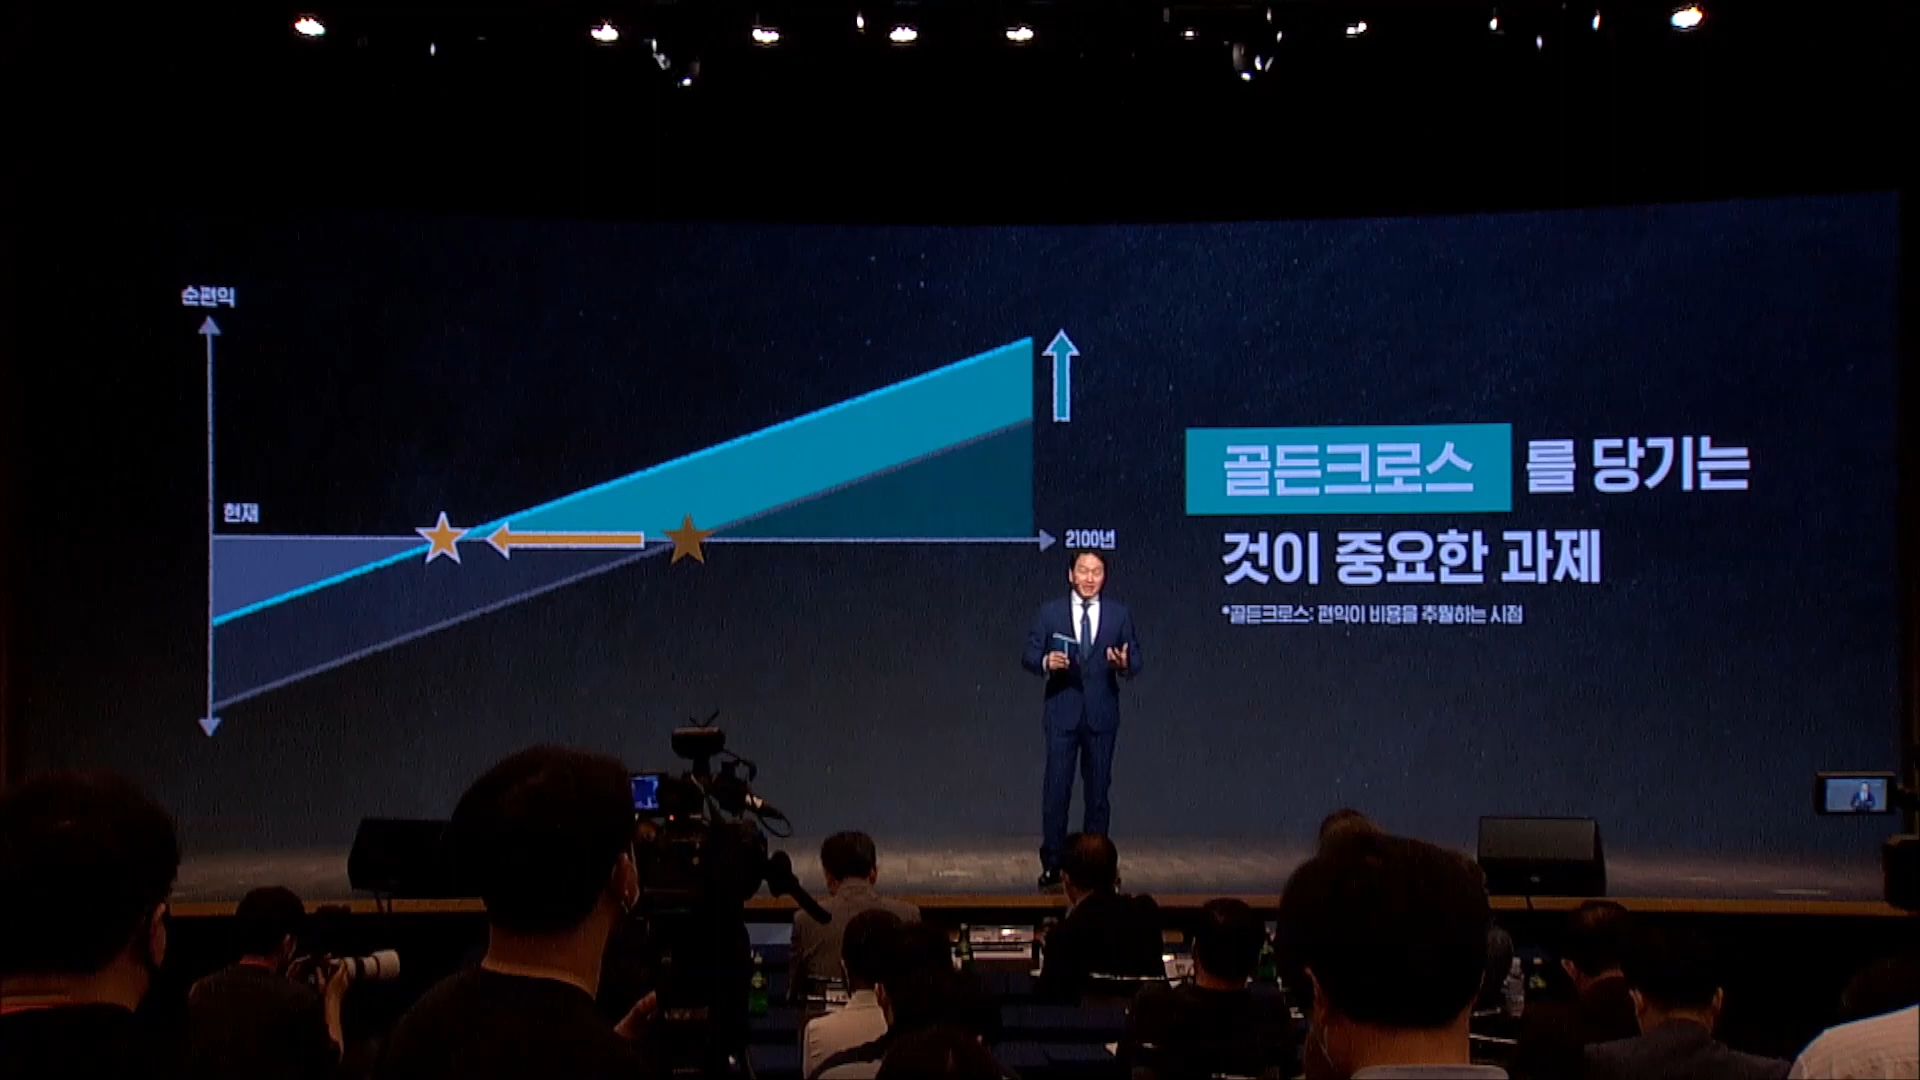 순편익
현재
2100년
골든크로스를 당기는
것이 중요한 과제
*골든크로스: 편익이 비용을 추월하는 시점